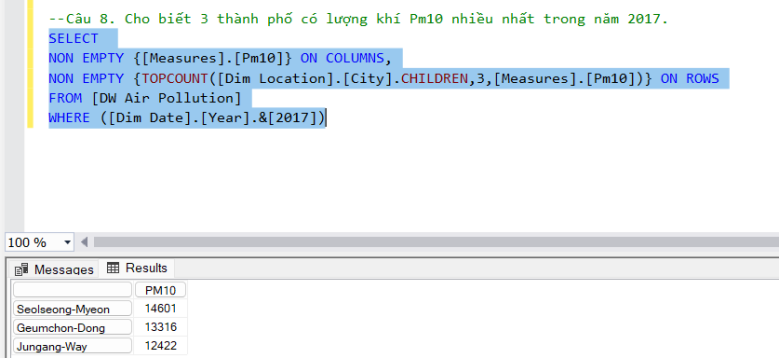 --Câu 8. Cho biết 3 thành phố có lượng khí Pm10 nhiều nhất trong năm 2017.
SELECT
NON EMPTY {[Measures].[Pm10]} ON COLUMNS,
NON EMPTY {TOPCOUNT([Dim Location].[City].CHILDREN,3,[Measures].[Pm10])} ON ROWS
FROM [DW Air Pollution]
WHERE ([Dim Date].[Year].&[2017])
100 %
Messages Results
PM10
Seolseong-Myeon 14601
Geumchon-Dong 13316
Jungang-Way 12422